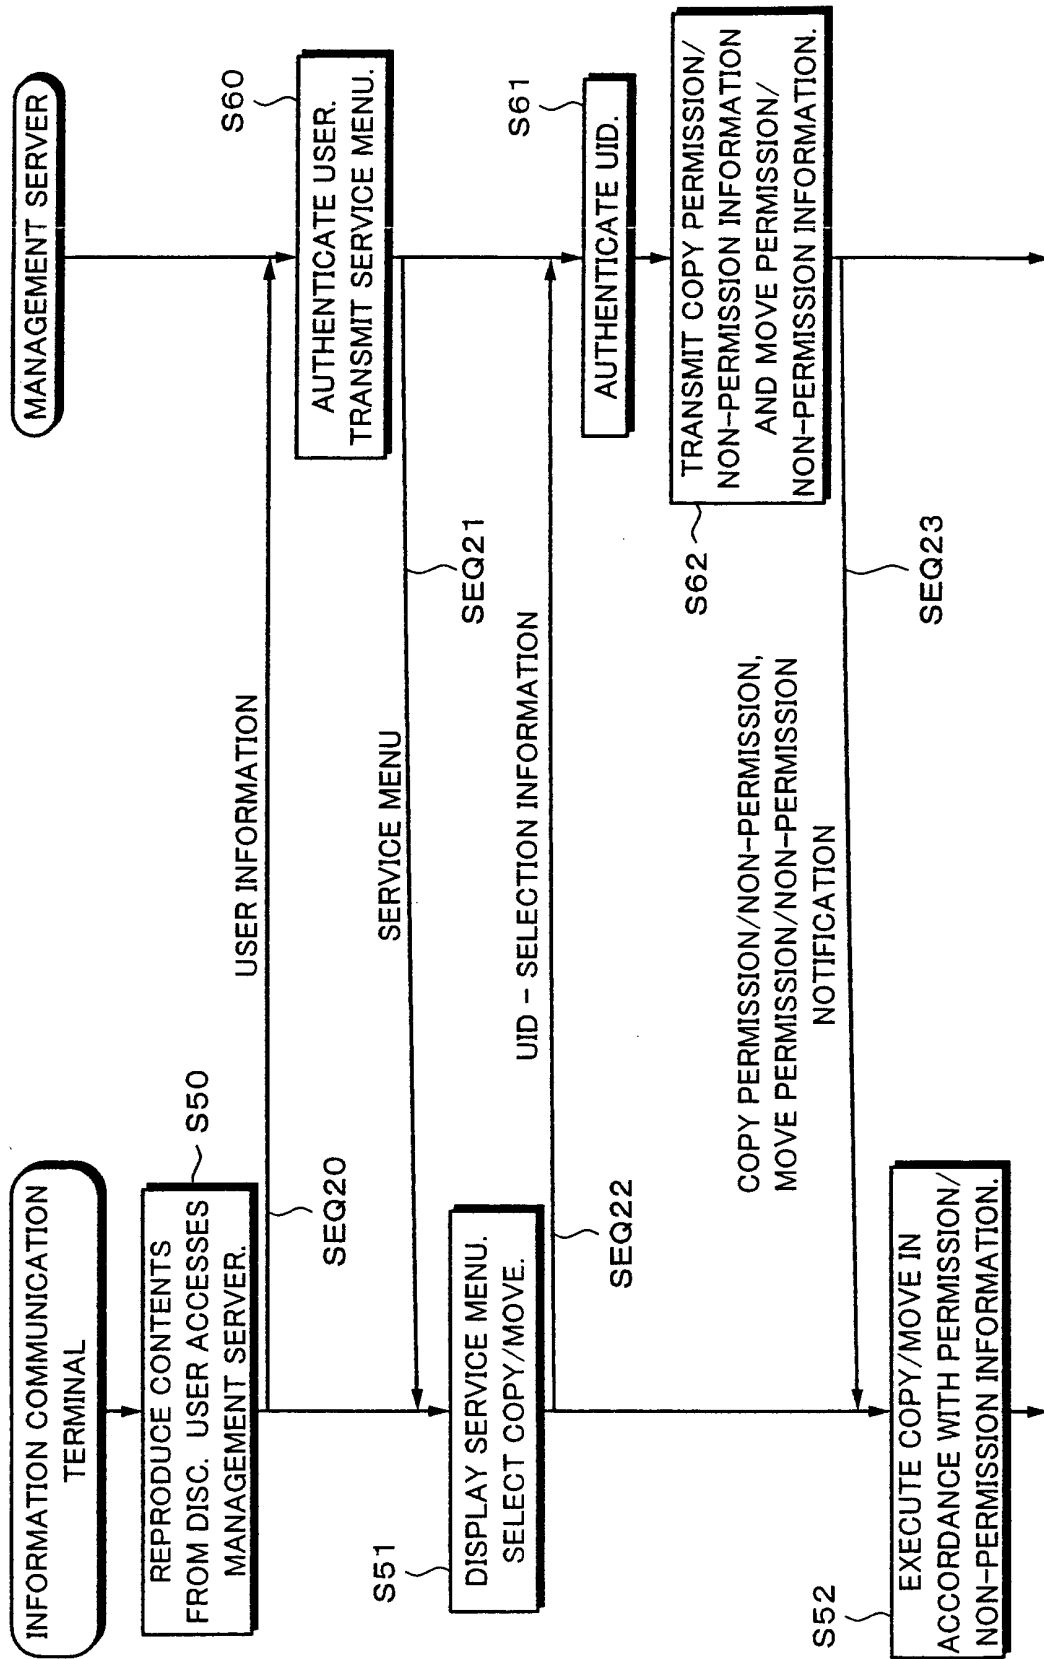 INFORMATION COMMUNICATION
TERMINAL
MANAGEMENT SERVER
REPRODUCE CONTENTS
FROM DISC. USER ACCESSES
MANAGEMENT SERVER.
S50
USER INFORMATION
SEQ20
S60
AUTHENTICATE USER.
TRANSMIT SERVICE MENU.
SERVICE MENU
SEQ21
S51
DISPLAY SERVICE MENU.
SELECT COPY/MOVE.
UID – SELECTION INFORMATION
SEQ22
S61
AUTHENTICATE UID.
S62
TRANSMIT COPY PERMISSION/
NON-PERMISSION INFORMATION
AND MOVE PERMISSION/
NON-PERMISSION INFORMATION.
COPY PERMISSION/NON-PERMISSION,
MOVE PERMISSION/NON-PERMISSION
NOTIFICATION
SEQ23
S52
EXECUTE COPY/MOVE IN
ACCORDANCE WITH PERMISSION/
NON-PERMISSION INFORMATION.